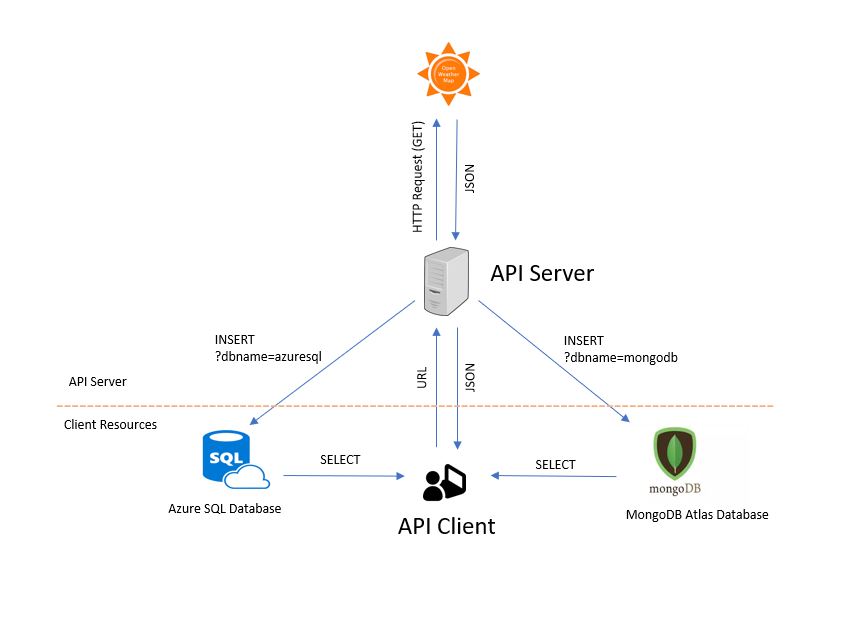 Open
Weather
Map
HTTP Request (GET)
JSON
API Server
INSERT
?dbname=azuresql
INSERT
?dbname=mongodb
URL
JSON
API Server
Client Resources
SQL
SELECT
SELECT
mongoDB
Azure SQL Database
MongoDB Atlas Database
API Client